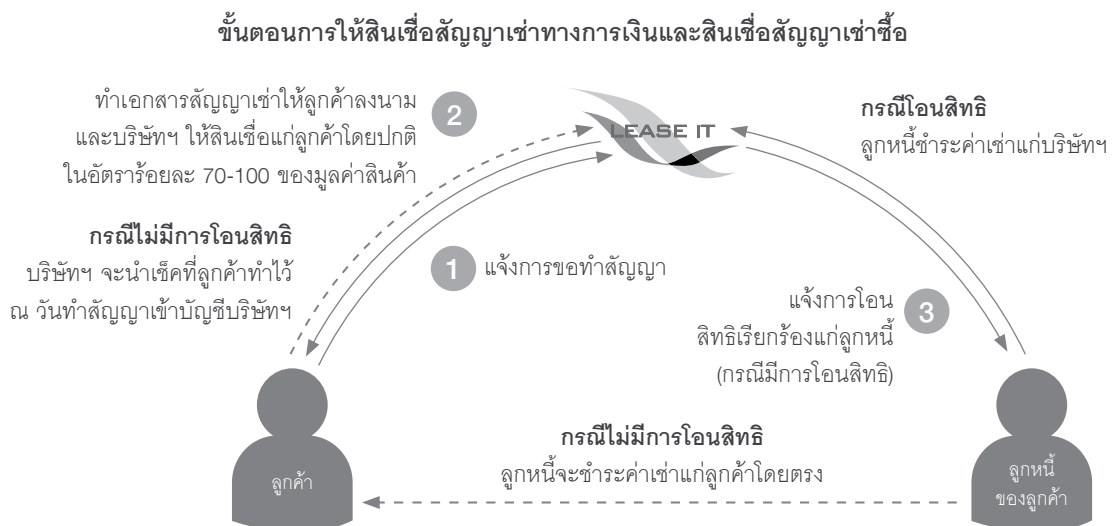 ขั้นตอนการให้สินเชื่อสัญญาเช่าทางการเงินและสินเชื่อสัญญาเช่าซื้อ
ทำเอกสารสัญญาเช่าให้ลูกค้าลงนาม
และบริษัทฯ ให้สินเชื่อแก่ลูกค้าโดยปกติ
ในอัตราร้อยละ 70-100 ของมูลค่าสินค้า
2
LEASE IT
กรณีโอนสิทธิ
ลูกหนี้ชำระค่าเช่าแก่บริษัทฯ
กรณีไม่มีการโอนสิทธิ
บริษัทฯ จะนำเช็คที่ลูกค้าทำไว้
ณ วันทำสัญญาเข้าบัญชีบริษัทฯ
1 แจ้งการขอทำสัญญา
แจ้งการโอน
สิทธิเรียกร้องแก่ลูกหนี้
(กรณีมีการโอนสิทธิ)
3
กรณีไม่มีการโอนสิทธิ
ลูกหนี้จะชำระค่าเช่าแก่ลูกค้าโดยตรง
ลูกค้า
ลูกหนี้
ของลูกค้า